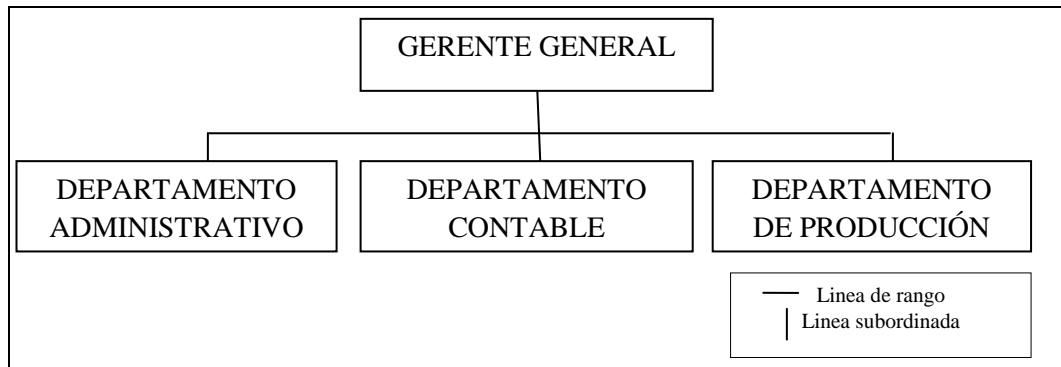 GERENTE GENERAL
DEPARTAMENTO
ADMINISTRATIVO
DEPARTAMENTO
CONTABLE
DEPARTAMENTO
DE PRODUCCIÓN
Linea de rango
Linea subordinada